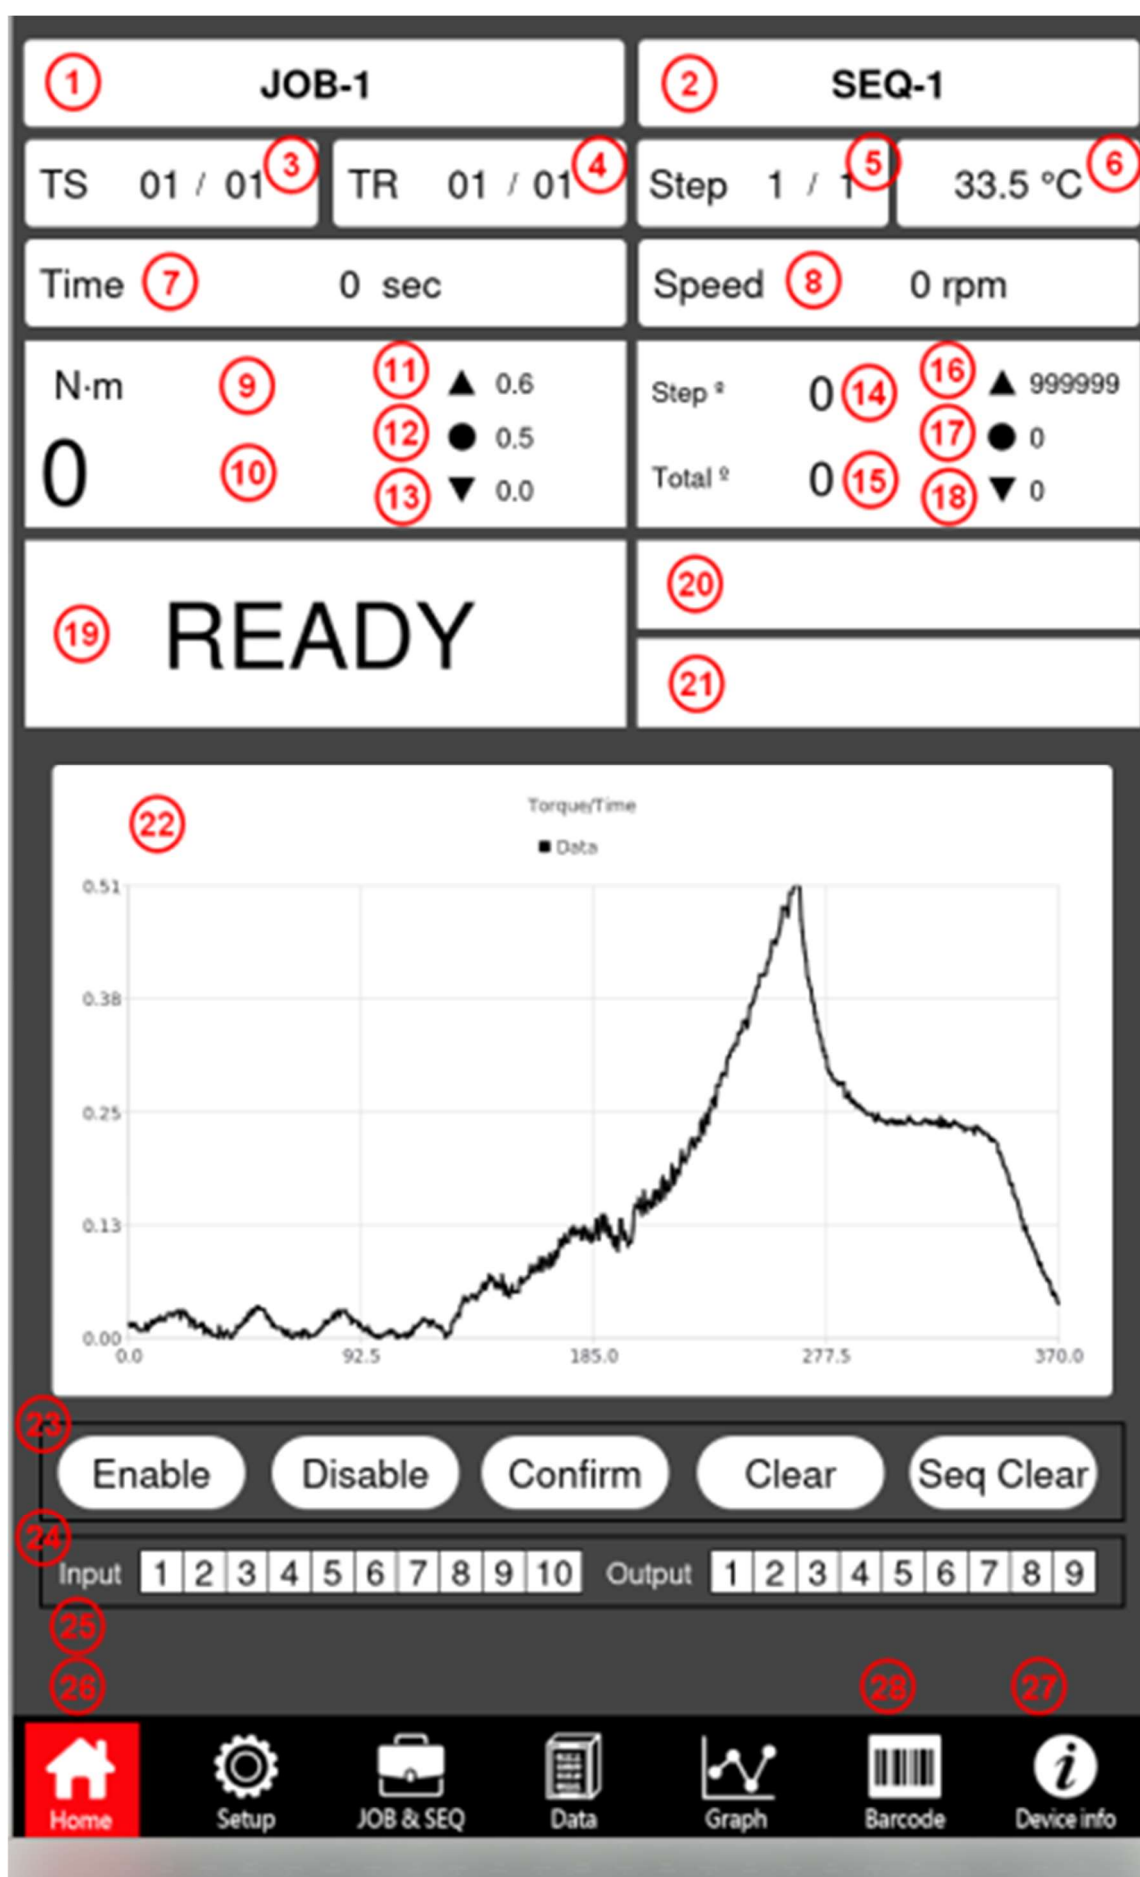 1 JOB-1 2 SEQ-1
TS 01 / 01 3 TR 01 / 01 4 Step 1 / 1 5 33.5 °C 6
Time 7 0 sec Speed 8 0 rpm
N·m 9 11 ▲ 0.6 Step º 0 14 16 ▲ 999999
12 ● 0.5 17 ● 0
0 10 13 ▼ 0.0 Total º 0 15 18 ▼ 0
19 READY 20
21
22 Torque/Time
Data
0.51
0.38
0.25
0.13
0.00
0.0 92.5 185.0 277.5 370.0
23
Enable Disable Confirm Clear Seq Clear
24
Input 1 2 3 4 5 6 7 8 9 10 Output 1 2 3 4 5 6 7 8 9
25
26 28 27
Home Setup JOB & SEQ Data Graph Barcode Device info